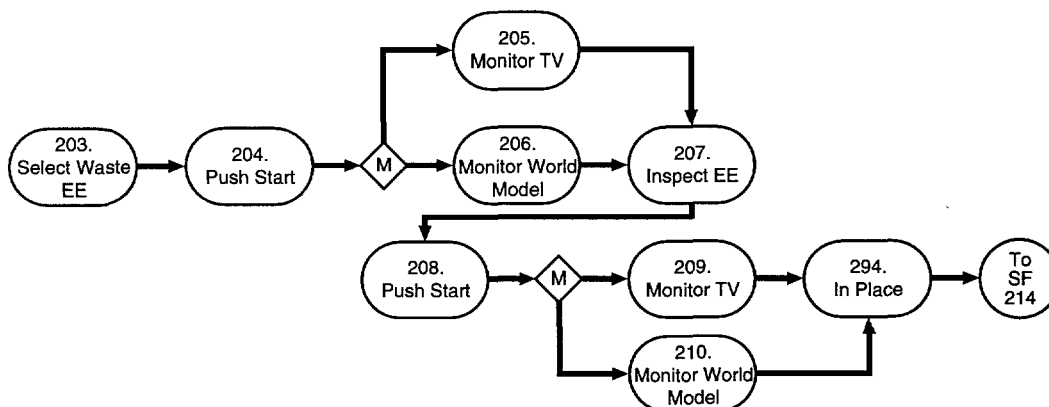 205.
Monitor TV
203.
Select Waste
EE
204.
Push Start
M
206.
Monitor World
Model
207.
Inspect EE
208.
Push Start
M
209.
Monitor TV
294.
In Place
To
SF
214
210.
Monitor World
Model